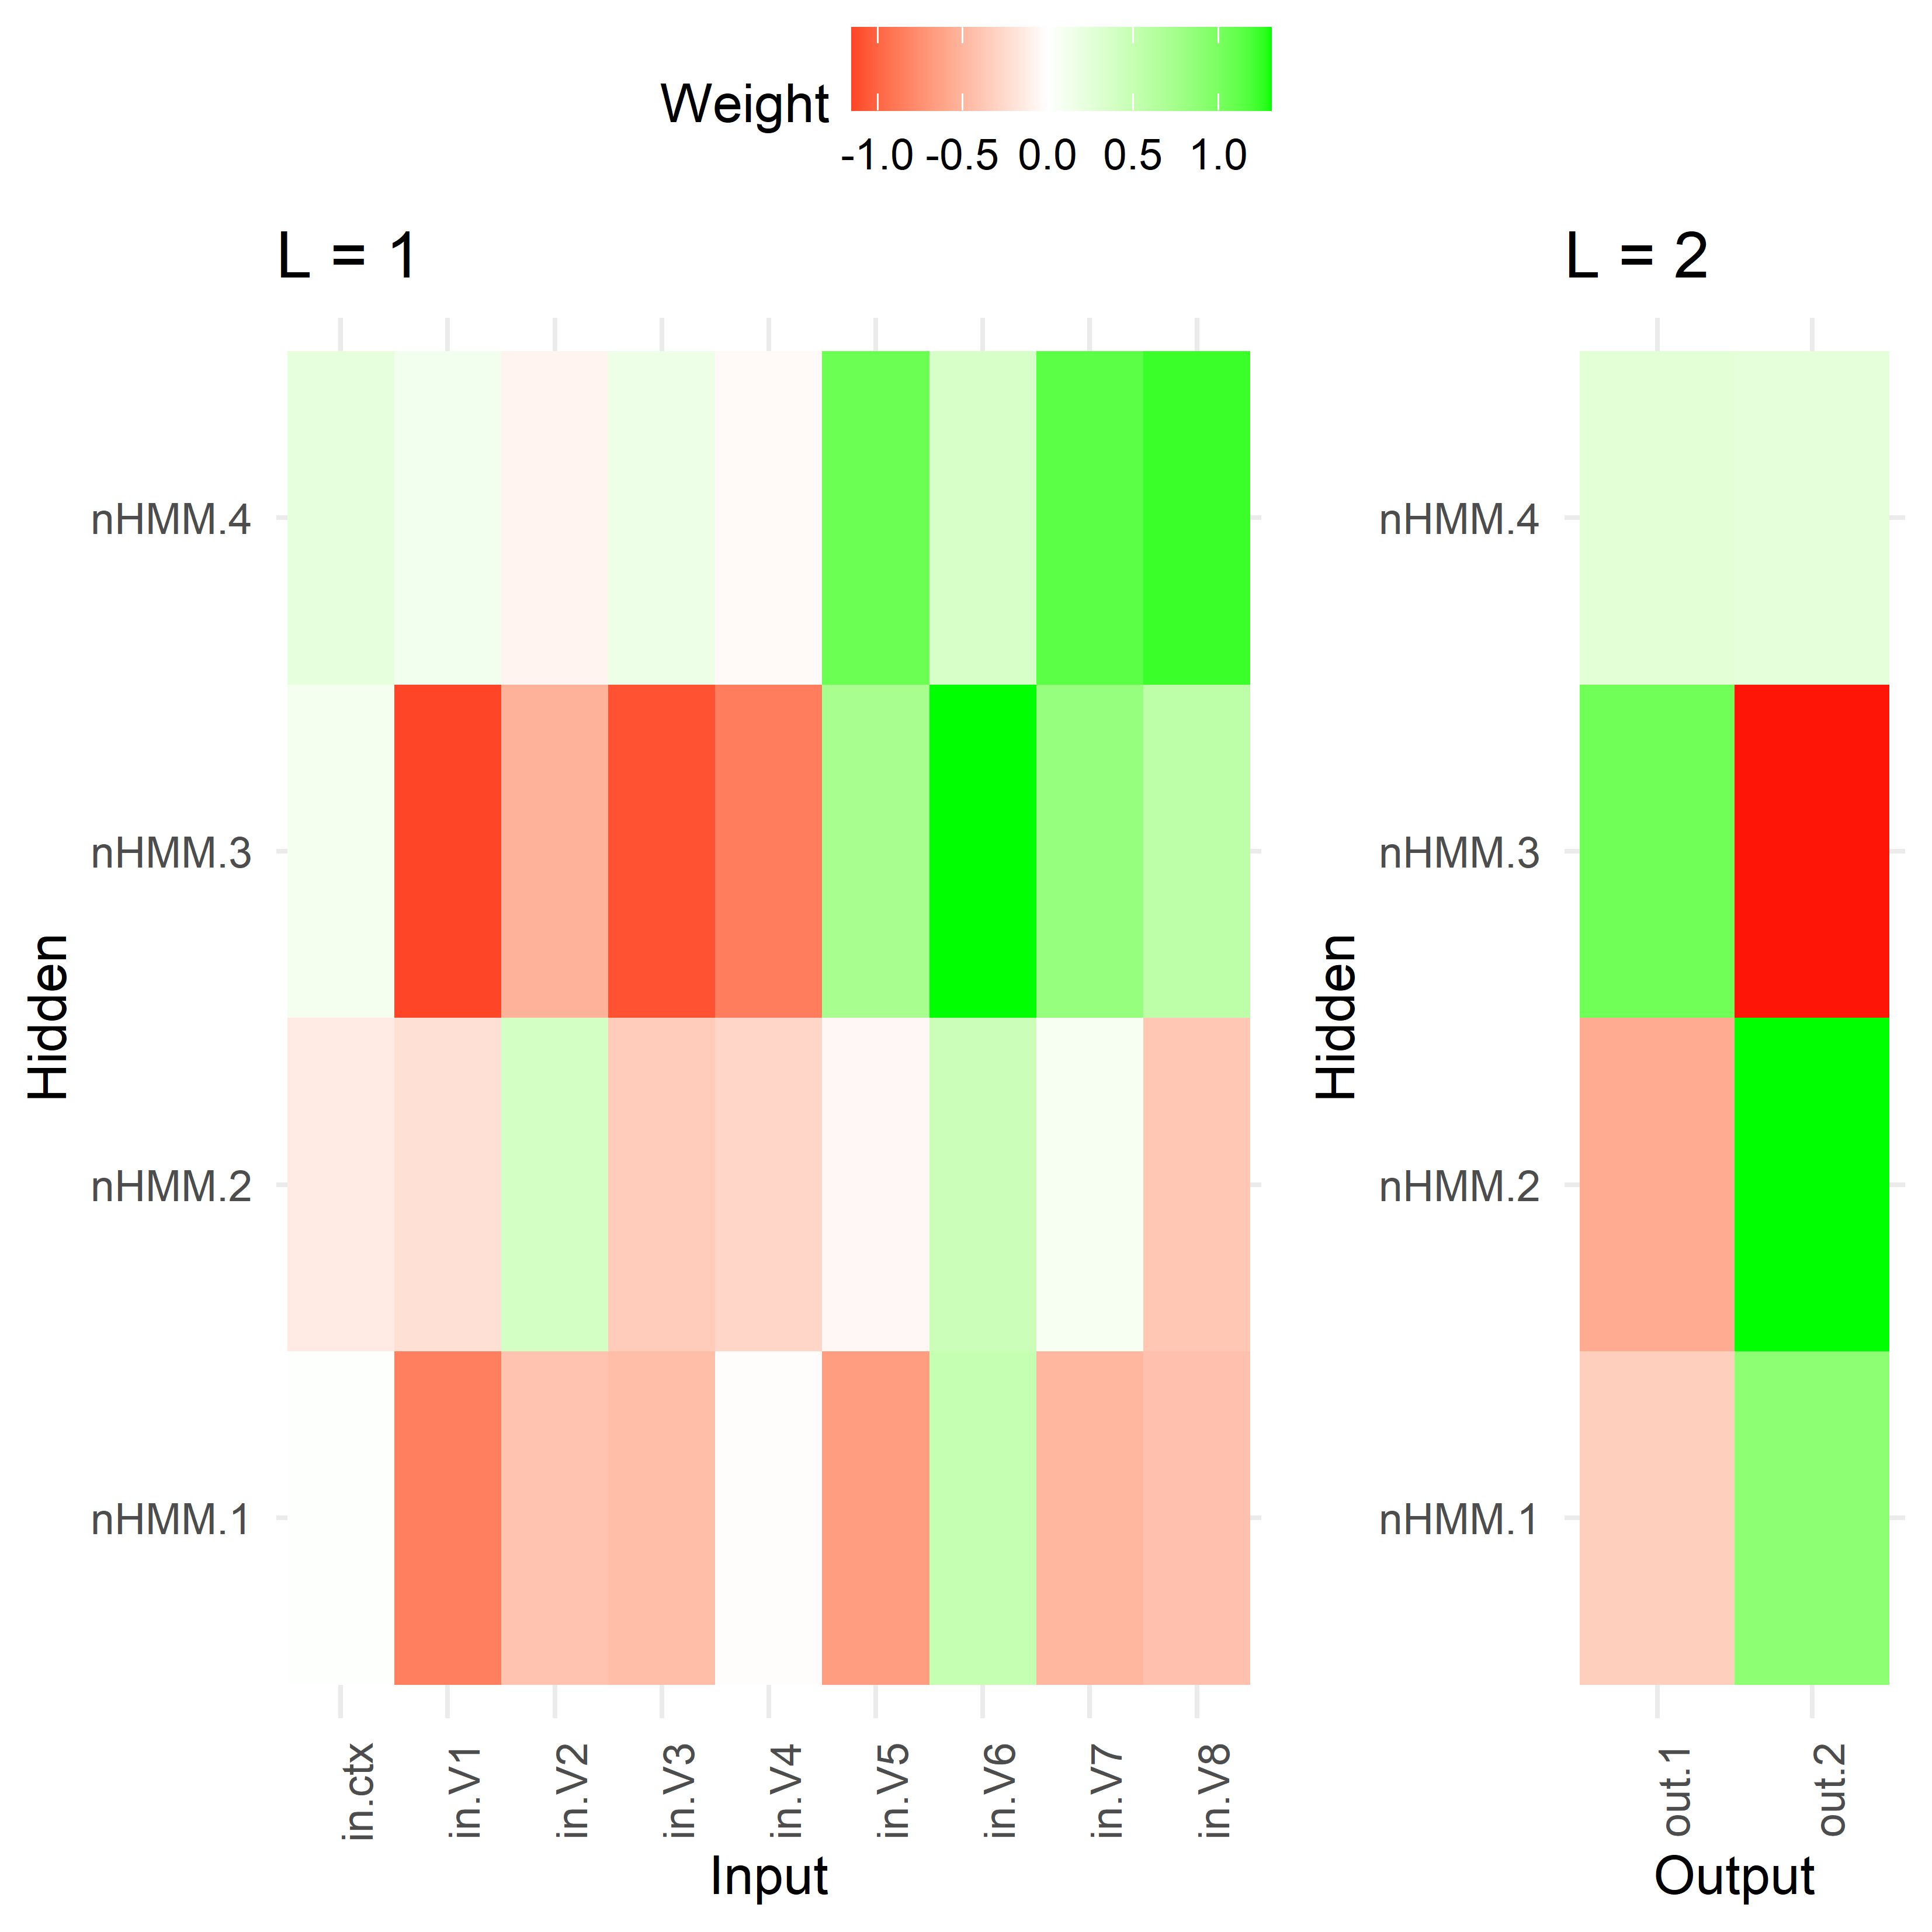 Weight
-1.0 -0.5 0.0 0.5 1.0
L = 1
nHMM.4
nHMM.3
nHMM.2
nHMM.1
Hidden
in.ctx
in.V1
in.V2
in.V3
in.V4
in.V5
in.V6
in.V7
in.V8
Input
L = 2
nHMM.4
nHMM.3
nHMM.2
nHMM.1
Hidden
out.1
out.2
Output